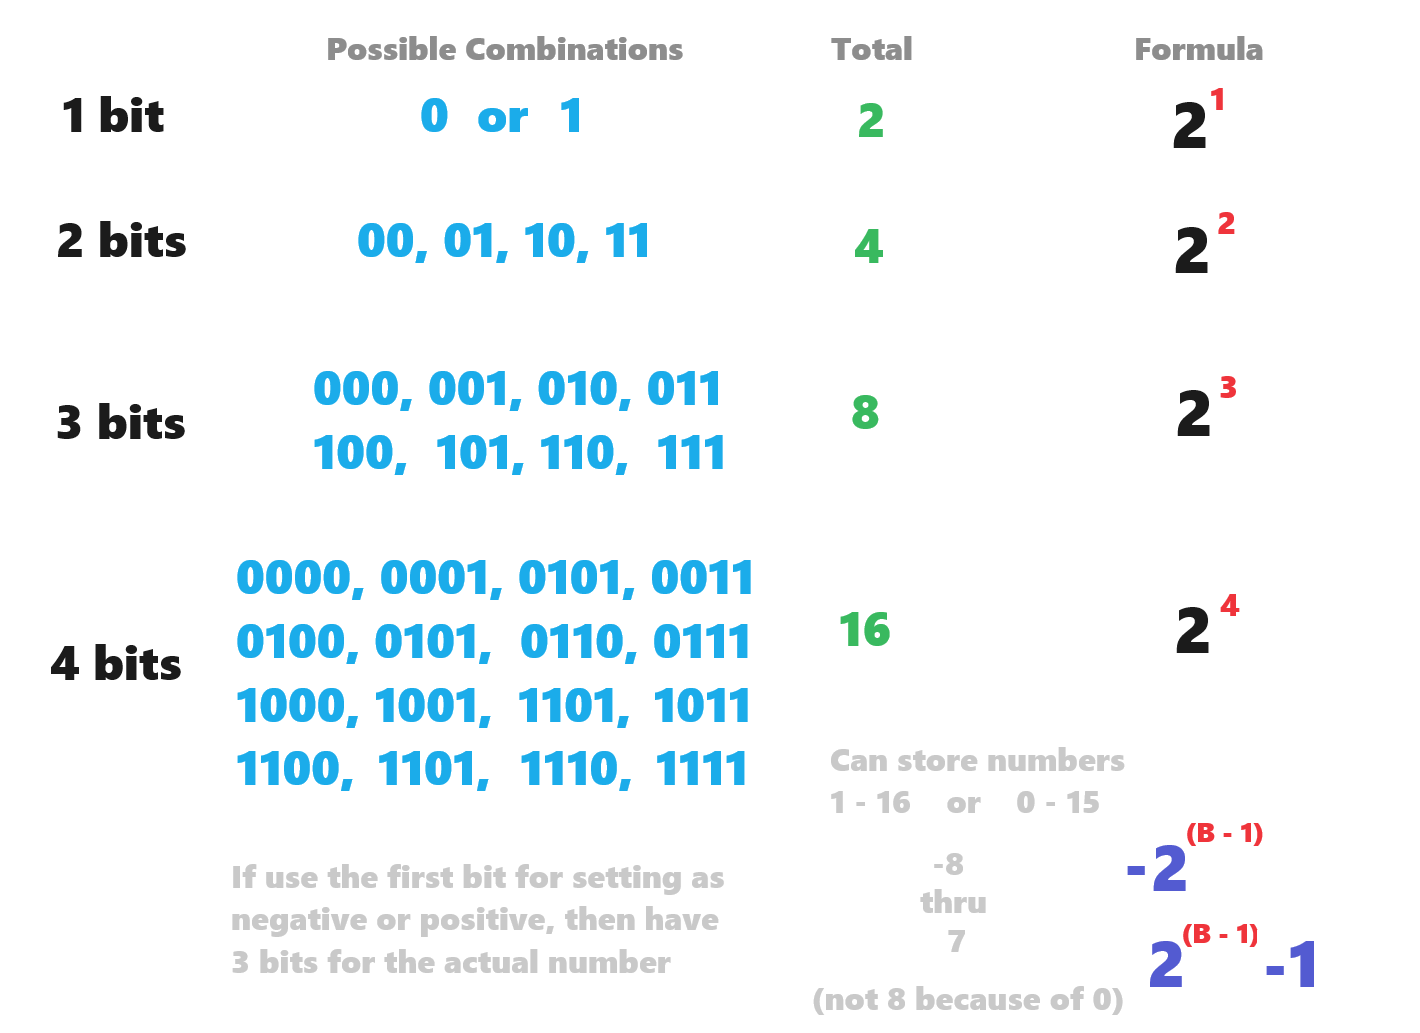 Possible Combinations Total Formula
1 bit 0 or 1 2 2^1
2 bits 00, 01, 10, 11 4 2^2
000, 001, 010, 011
3 bits 8 2^3
100, 101, 110, 111
0000, 0001, 0101, 0011
0100, 0101, 0110, 0111
4 bits 16 2^4
1000, 1001, 1101, 1011
1100, 1101, 1110, 1111
Can store numbers
1 - 16 or 0 - 15
If use the first bit for setting as
negative or positive, then have
3 bits for the actual number
-8
thru
7
(not 8 because of 0)
-2^(B - 1)
2^(B - 1) -1